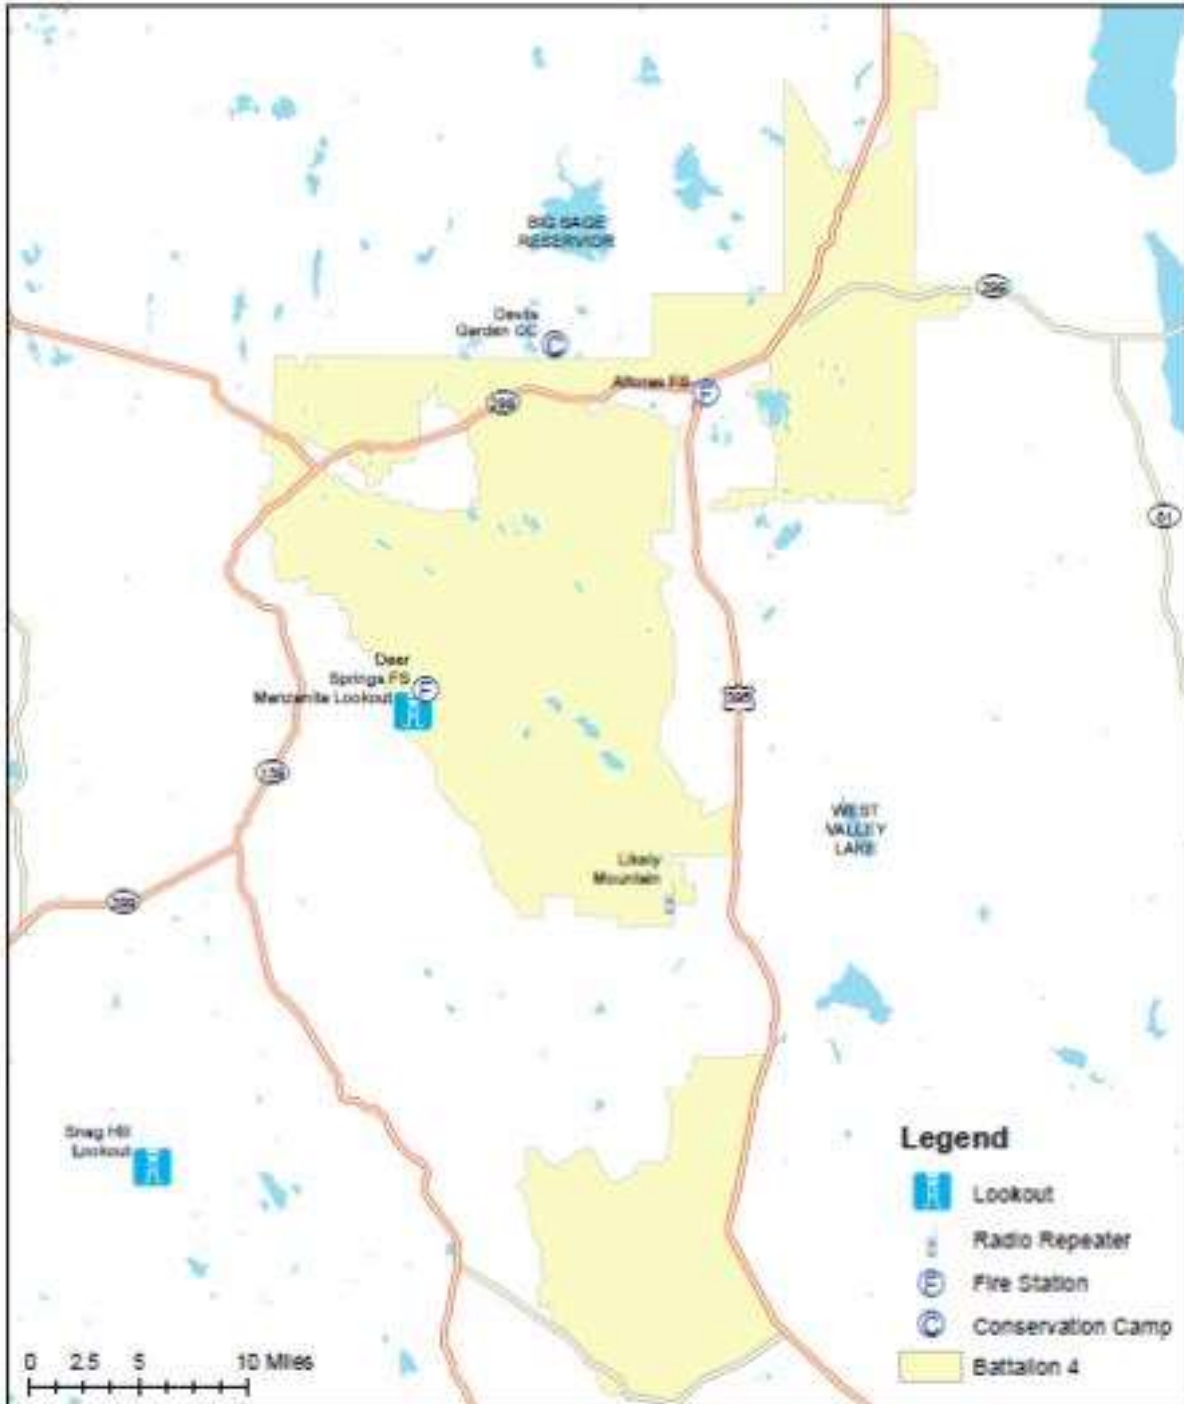 BIG SAGE
RESERVIOR
Devils
Garden CC
C
299
Alturas FS
F
299
61
Deer
Springs FS
F
Manzanita Lookout
395
139
WEST
VALLEY
LAKE
Likely
Mountain
299
Snag Hill
Lookout
Legend
Lookout
Radio Repeater
F Fire Station
C Conservation Camp
Battalion 4
0 2.5 5 10 Miles